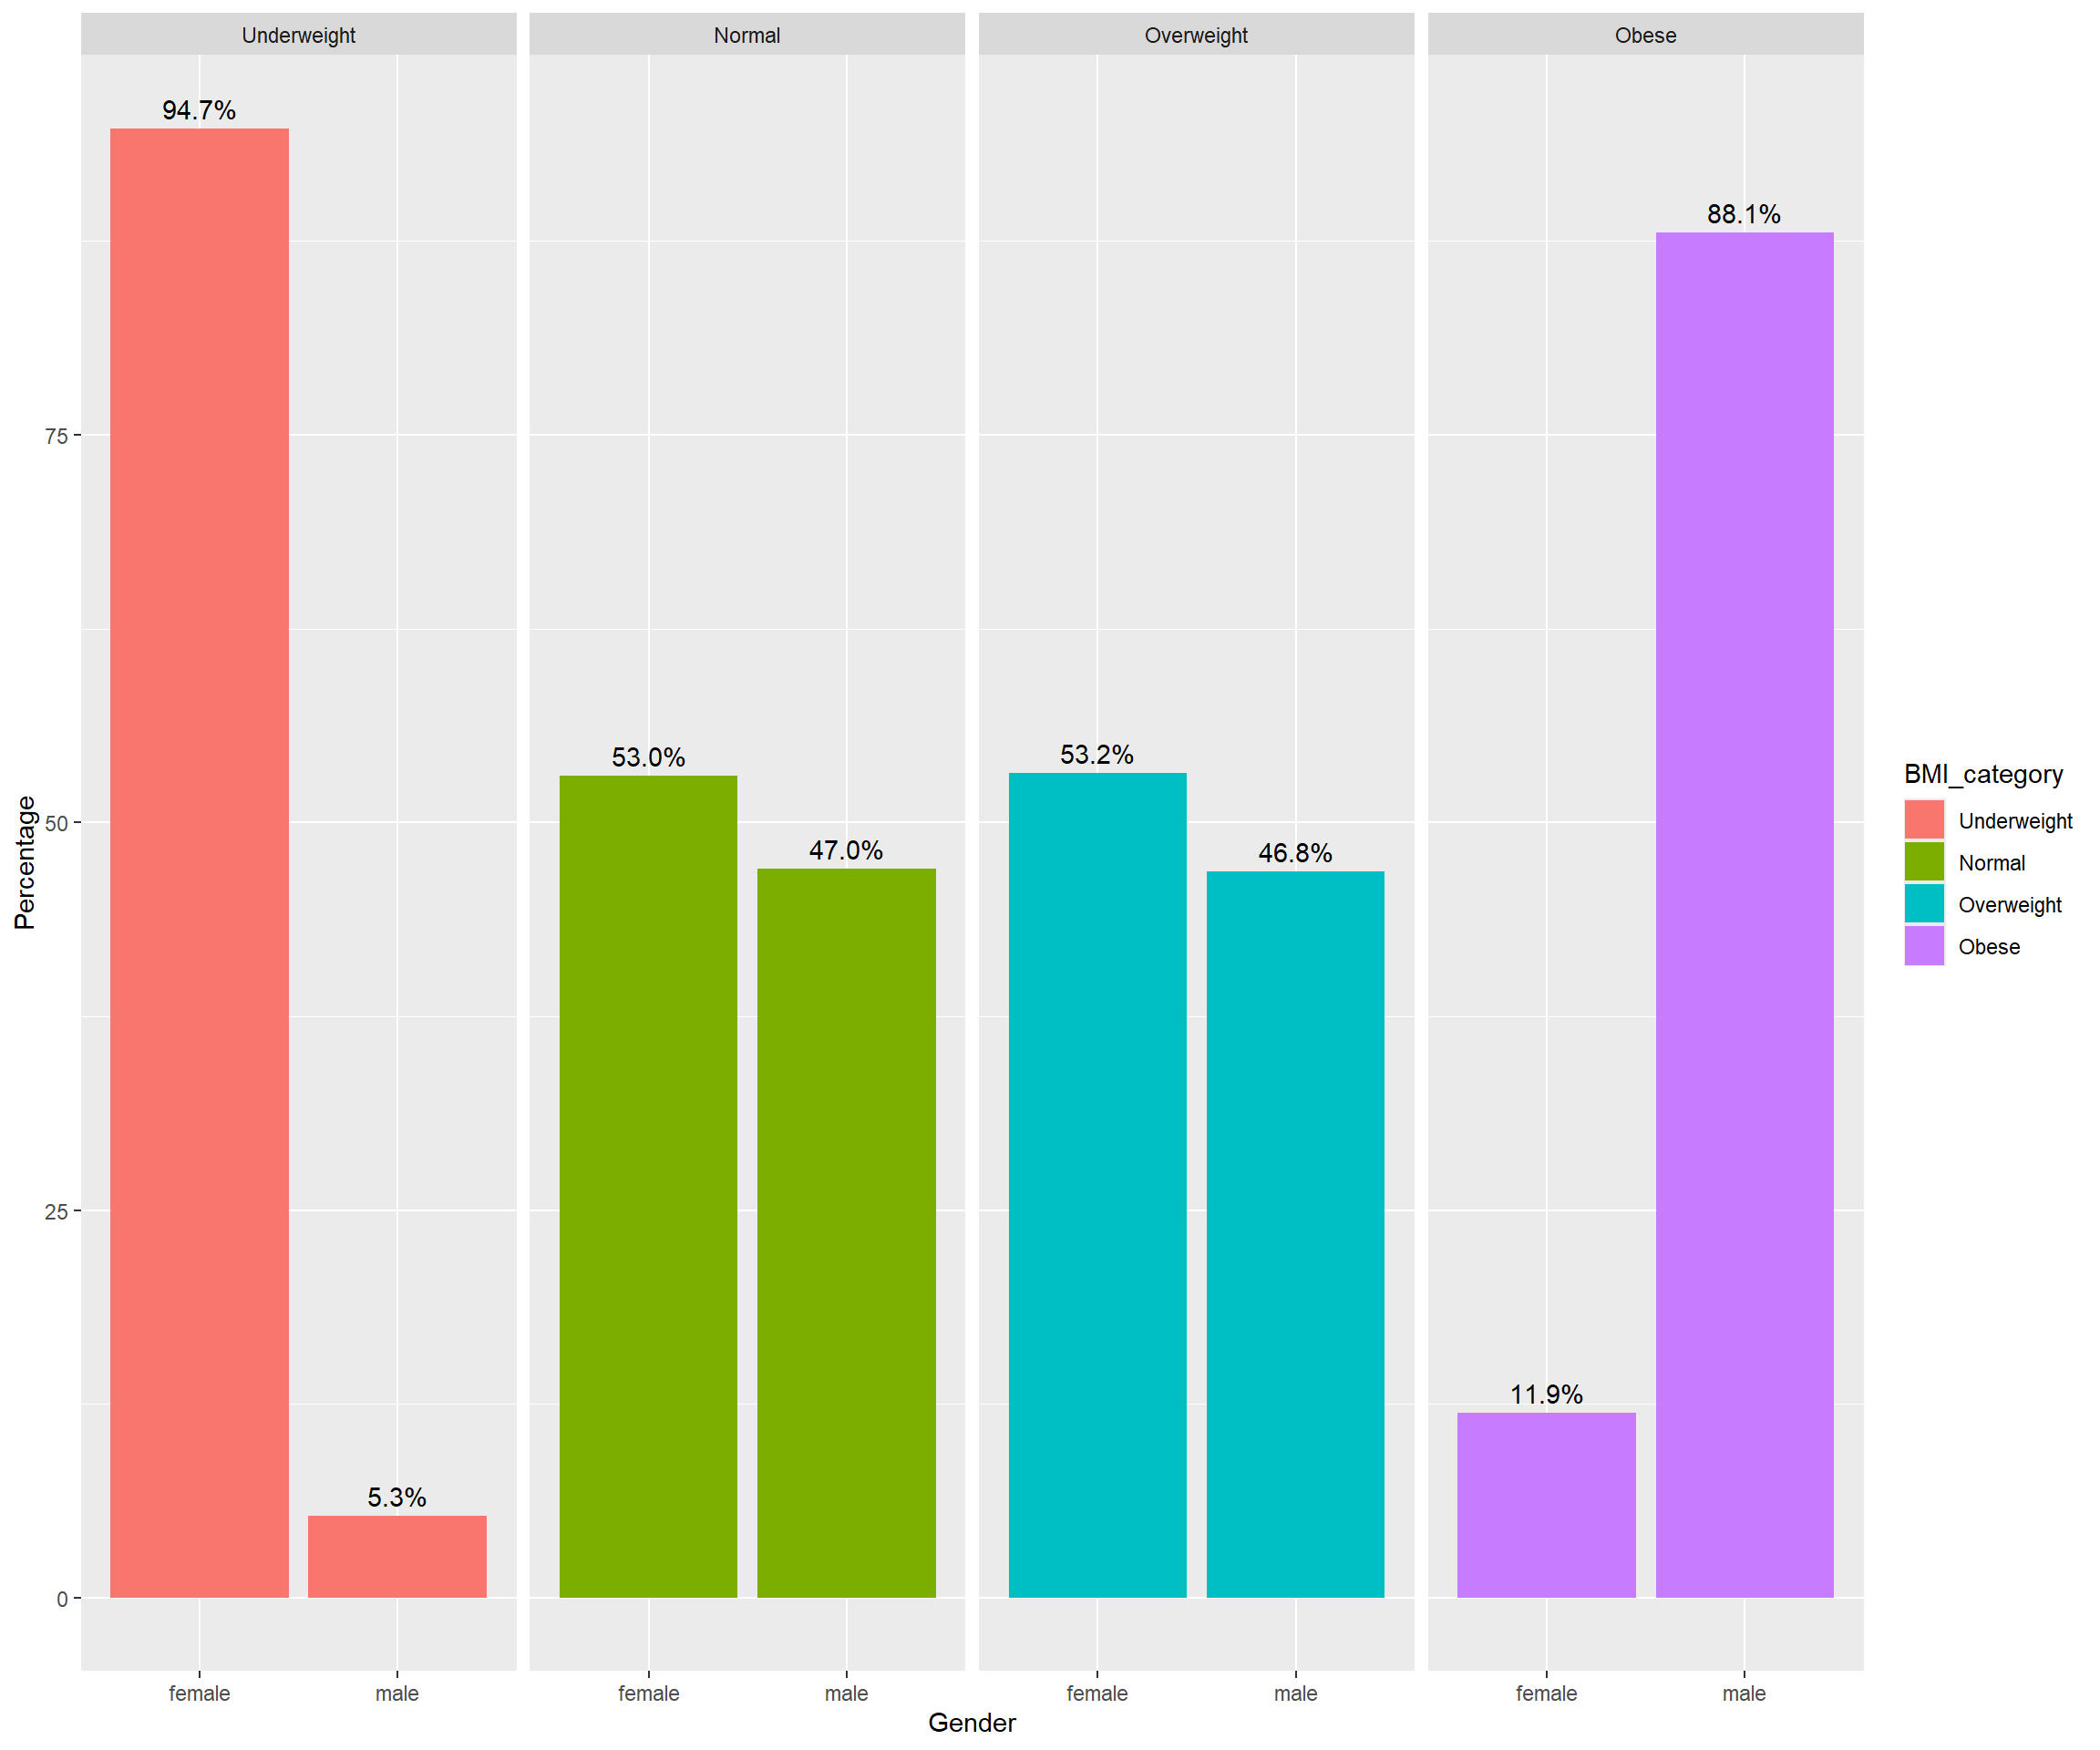 Underweight Normal Overweight Obese
94.7%
88.1%
75
53.0%
53.2%
47.0%
46.8%
50
25
11.9%
5.3%
0
Percentage
female male female male female male female male
Gender
BMI_category
Underweight
Normal
Overweight
Obese